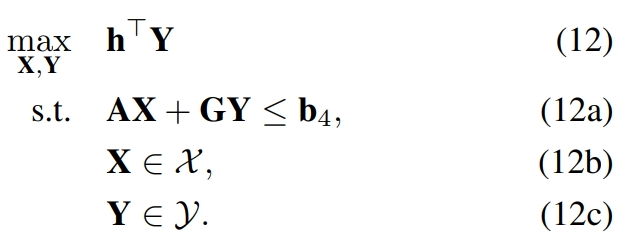 max h⊤Y (12)
X,Y
s.t. AX + GY ≤ b₄, (12a)
X ∈ 𝒳, (12b)
Y ∈ 𝒴. (12c)